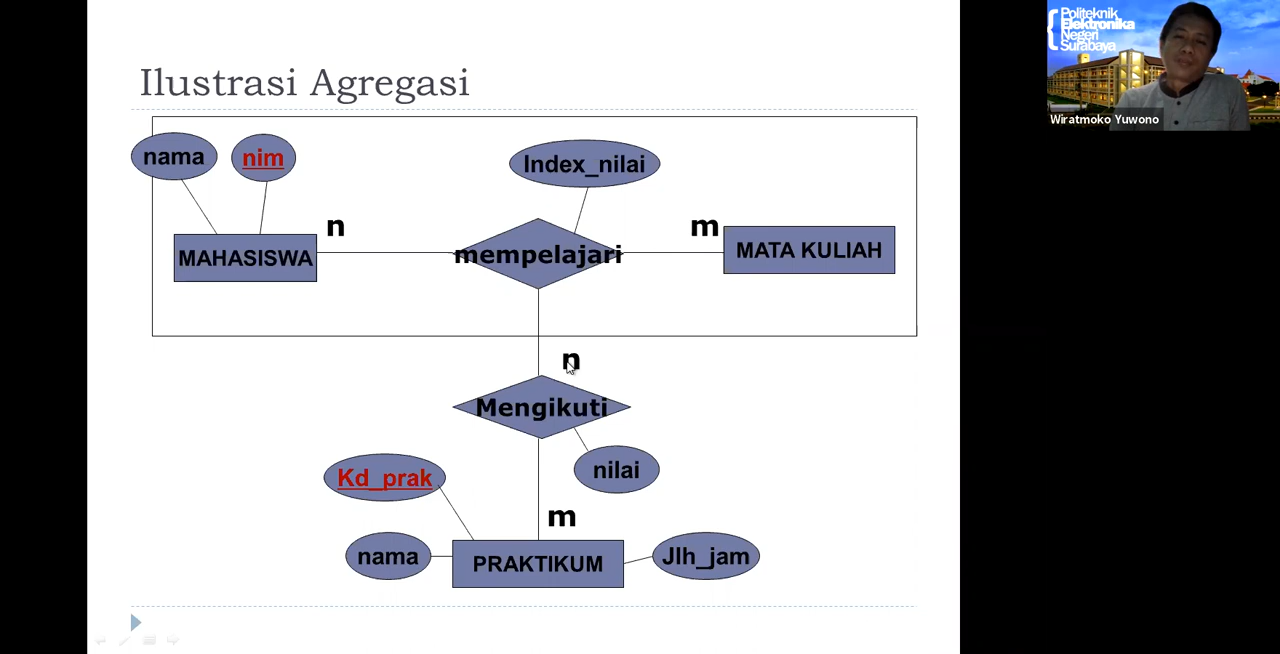 Ilustrasi Agregasi
nama
nim
Index_nilai
n
m
MAHASISWA
mempelajari
MATA KULIAH
n
Mengikuti
nilai
Kd_prak
m
nama
PRAKTIKUM
Jlh_jam
Politeknik
Elektronika
Negeri
Surabaya
Wiratmoko Yuwono